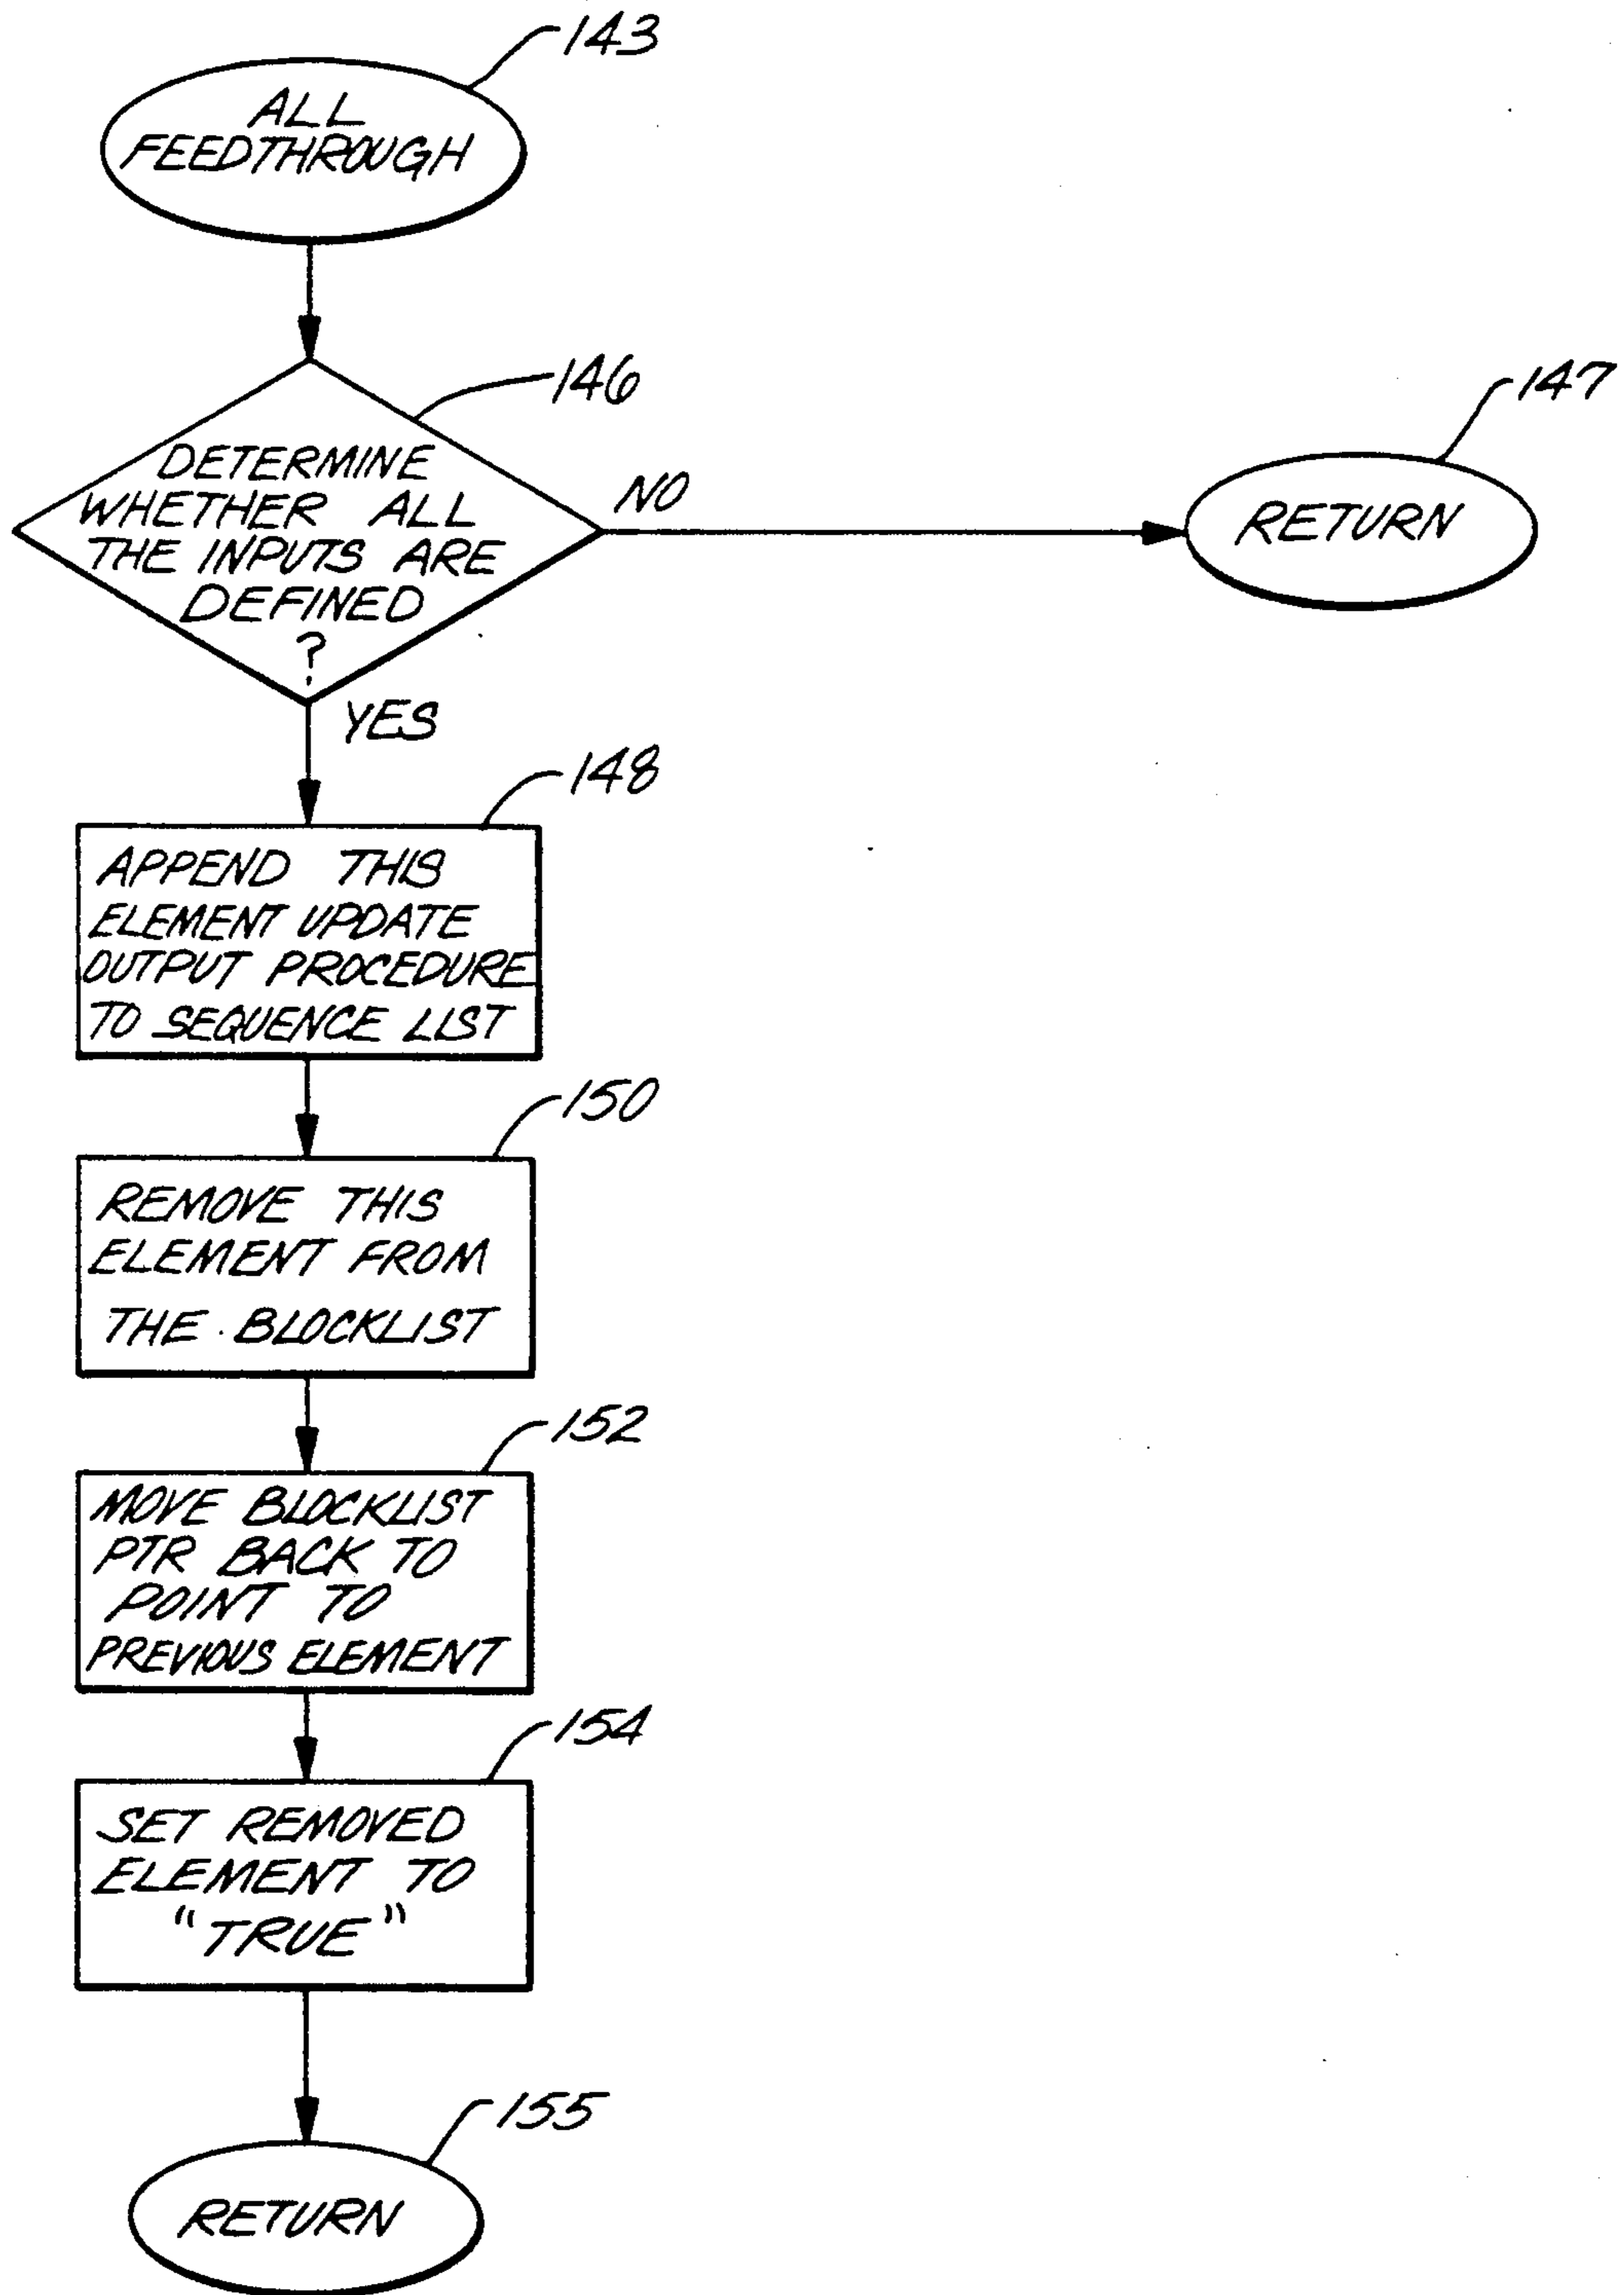 143
ALL
FEEDTHROUGH
146
DETERMINE
WHETHER ALL
THE INPUTS ARE
DEFINED
?
NO
147
RETURN
YES
148
APPEND THIS
ELEMENT UPDATE
OUTPUT PROCEDURE
TO SEQUENCE LIST
150
REMOVE THIS
ELEMENT FROM
THE BLOCKLIST
152
MOVE BLOCKLIST
PTR BACK TO
POINT TO
PREVIOUS ELEMENT
154
SET REMOVED
ELEMENT TO
"TRUE"
155
RETURN